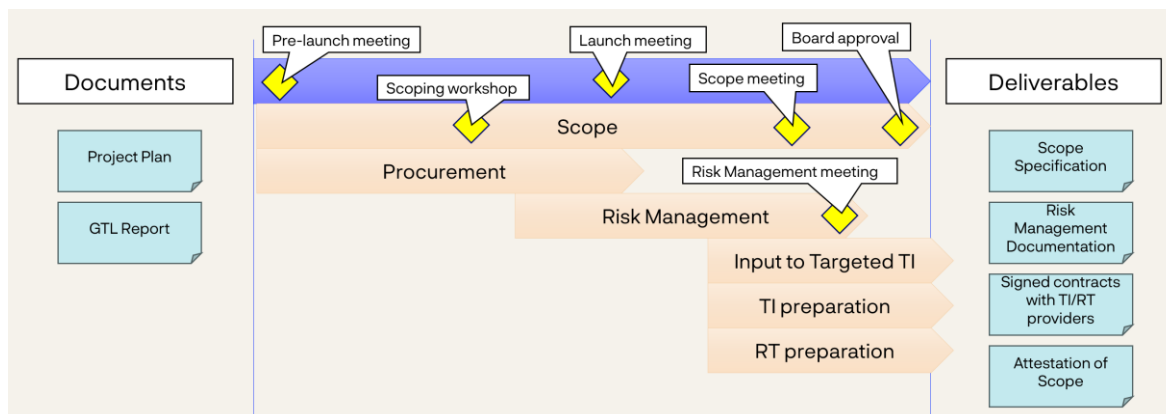 Pre-launch meeting
Launch meeting
Board approval
Documents
Scoping workshop
Scope meeting
Deliverables
Scope
Project Plan
Scope
Specification
Procurement
Risk Management meeting
GTL Report
Risk Management
Risk
Management
Documentation
Input to Targeted TI
Signed contracts
with TI/RT
providers
TI preparation
RT preparation
Attestation of
Scope